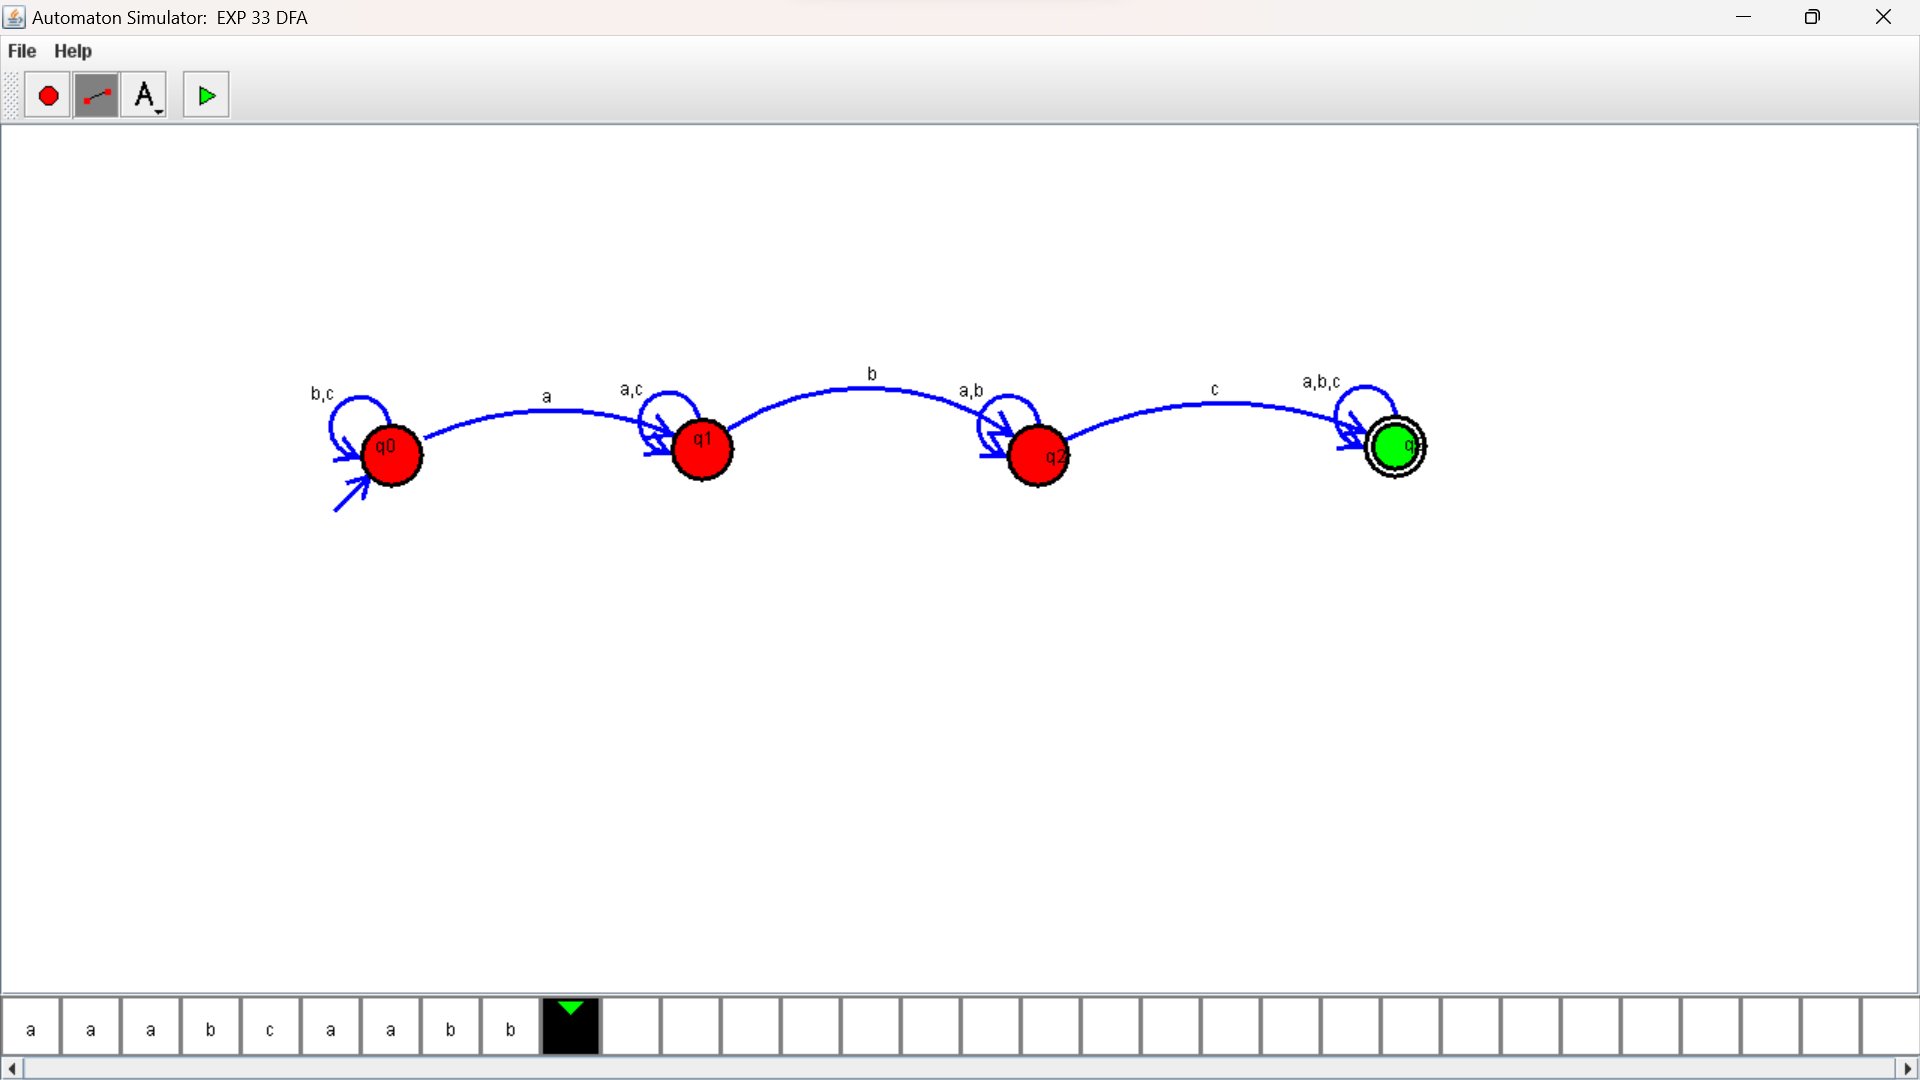 Automaton Simulator: EXP 33 DFA
File Help
A
b,c
a
a,c
b
a,b
c
a,b,c
q0
q1
q2
a a a b c a a b b